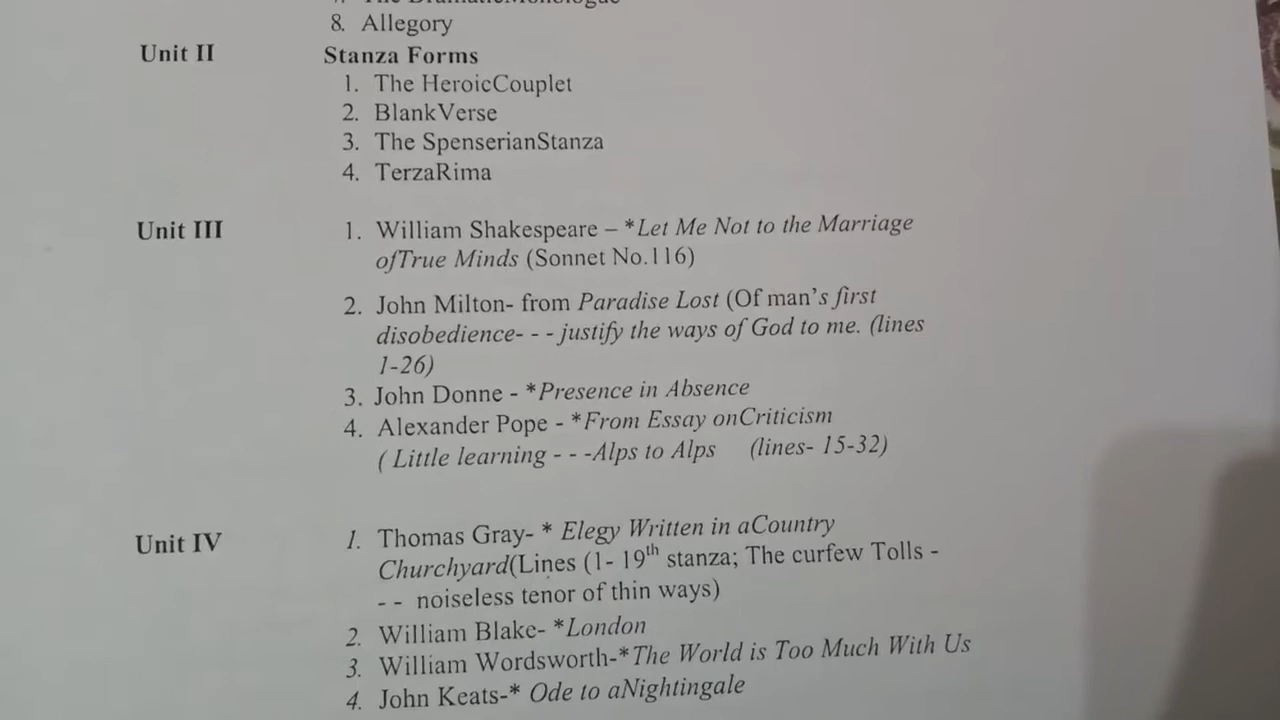 7. The DramaticMonologue
8. Allegory
Unit II Stanza Forms
1. The HeroicCouplet
2. BlankVerse
3. The SpenserianStanza
4. TerzaRima
Unit III 1. William Shakespeare – *Let Me Not to the Marriage
ofTrue Minds (Sonnet No.116)
2. John Milton- from Paradise Lost (Of man's first
disobedience- - - justify the ways of God to me. (lines
1-26)
3. John Donne - *Presence in Absence
4. Alexander Pope - *From Essay onCriticism
( Little learning - - -Alps to Alps (lines- 15-32)
Unit IV 1. Thomas Gray- * Elegy Written in aCountry
Churchyard(Lines (1- 19th stanza; The curfew Tolls -
- - noiseless tenor of thin ways)
2. William Blake- *London
3. William Wordsworth-*The World is Too Much With Us
4. John Keats-* Ode to aNightingale